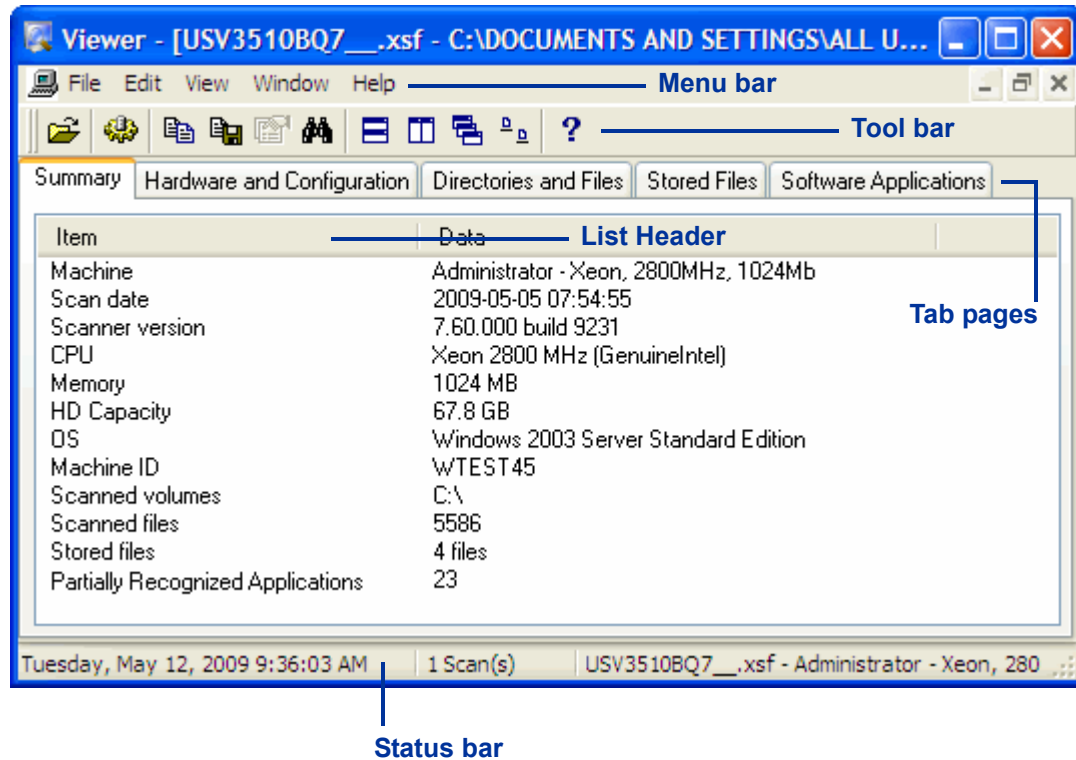 Viewer - [USV3510BQ7__.xsf - C:\DOCUMENTS AND SETTINGS\ALL U...
File Edit View Window Help Menu bar
? Tool bar
Summary Hardware and Configuration Directories and Files Stored Files Software Applications
Item Data List Header
Machine Administrator - Xeon, 2800MHz, 1024Mb
Scan date 2009-05-05 07:54:55
Tab pages
Scanner version 7.60.000 build 9231
CPU Xeon 2800 MHz (GenuineIntel)
Memory 1024 MB
HD Capacity 67.8 GB
OS Windows 2003 Server Standard Edition
Machine ID WTEST45
Scanned volumes C:\
Scanned files 5586
Stored files 4 files
Partially Recognized Applications 23
Tuesday, May 12, 2009 9:36:03 AM 1 Scan(s) USV3510BQ7__.xsf - Administrator - Xeon, 280
Status bar